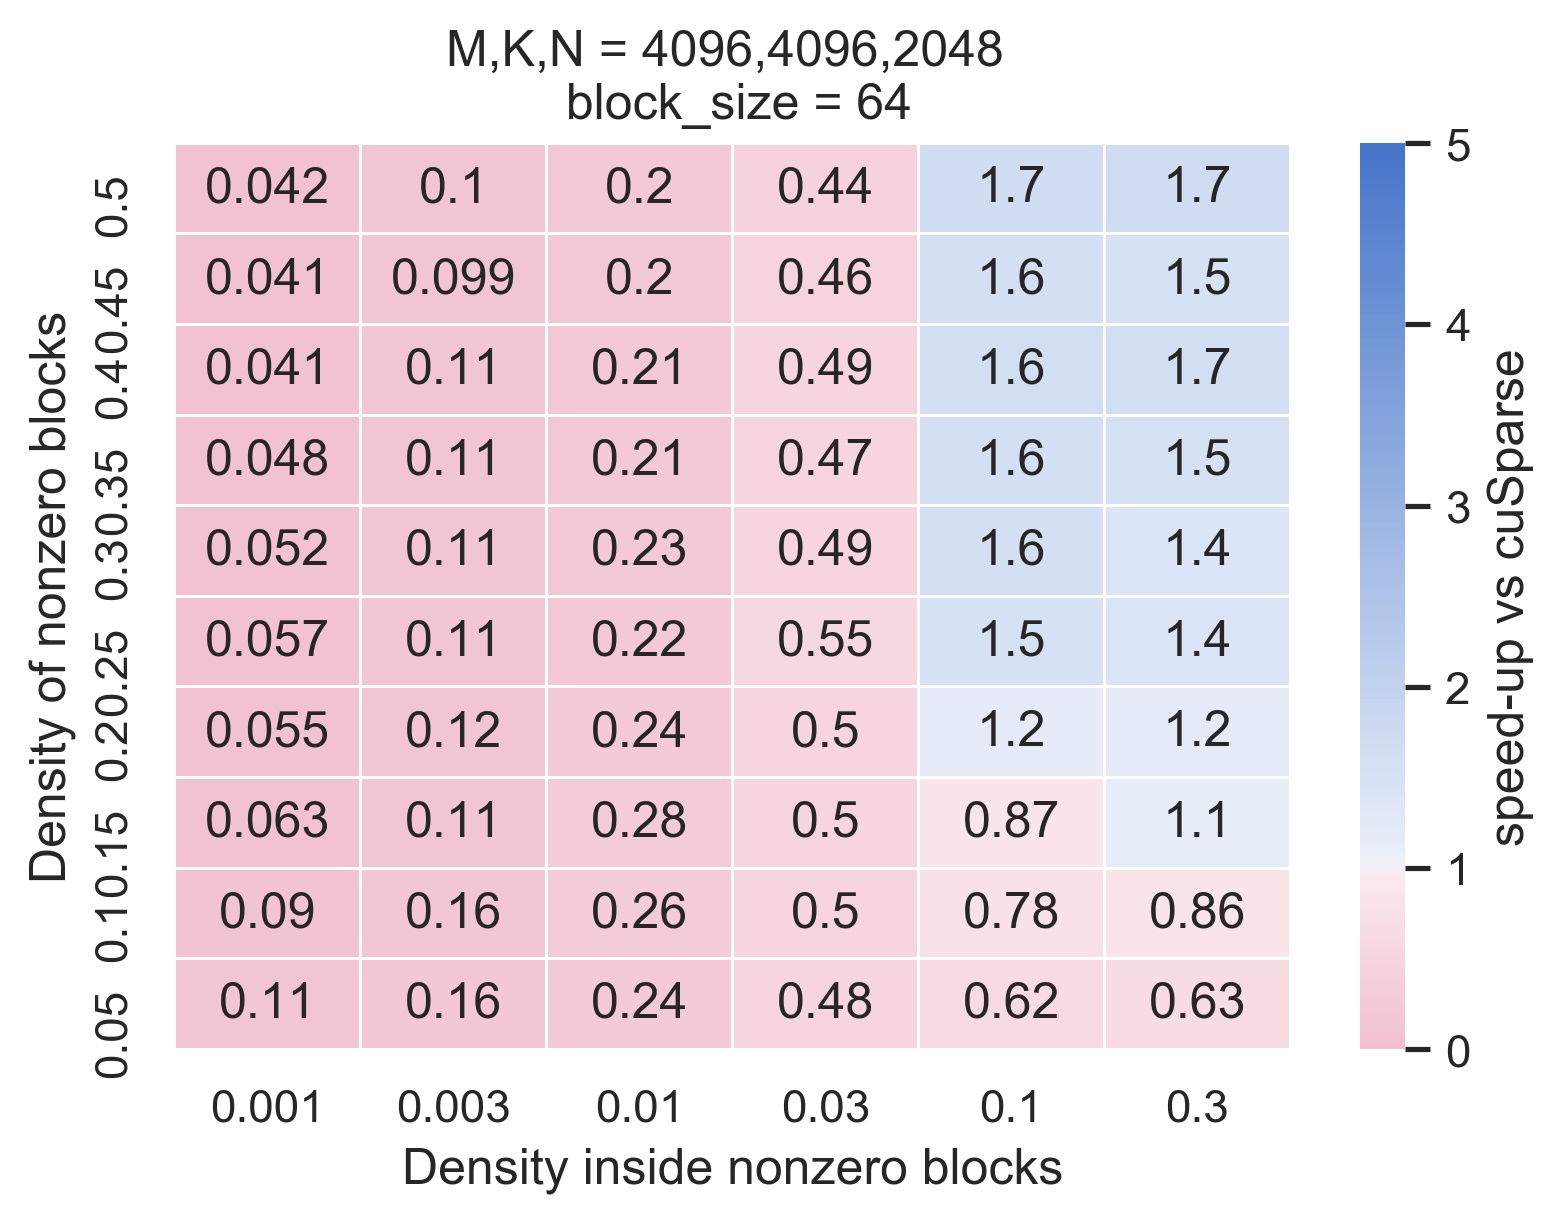 M,K,N = 4096,4096,2048
block_size = 64
Density of nonzero blocks
0.5 0.042 0.1 0.2 0.44 1.7 1.7
0.45 0.041 0.099 0.2 0.46 1.6 1.5
0.4 0.041 0.11 0.21 0.49 1.6 1.7
0.35 0.048 0.11 0.21 0.47 1.6 1.5
0.3 0.052 0.11 0.23 0.49 1.6 1.4
0.25 0.057 0.11 0.22 0.55 1.5 1.4
0.2 0.055 0.12 0.24 0.5 1.2 1.2
0.15 0.063 0.11 0.28 0.5 0.87 1.1
0.1 0.09 0.16 0.26 0.5 0.78 0.86
0.05 0.11 0.16 0.24 0.48 0.62 0.63
0.001 0.003 0.01 0.03 0.1 0.3
Density inside nonzero blocks
5
4
3
2
1
0
speed-up vs cuSparse